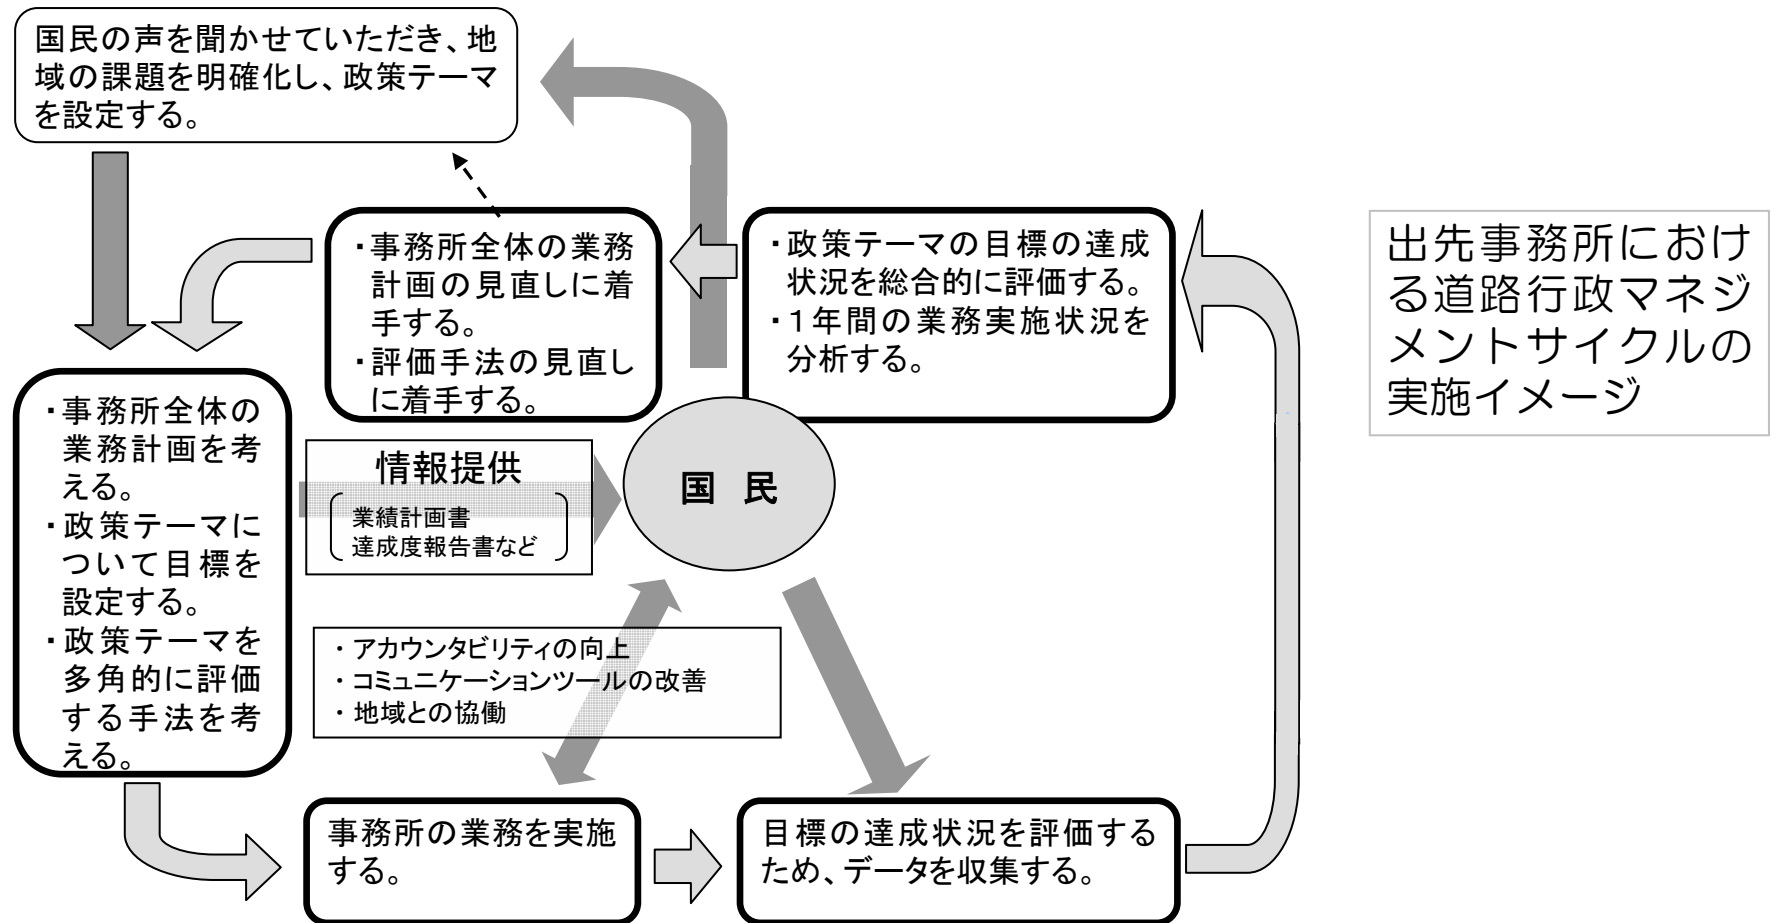 国民の声を聞かせていただき、地
域の課題を明確化し、政策テーマ
を設定する。
・事務所全体の業務
計画の見直しに着
手する。
・評価手法の見直し
に着手する。
・政策テーマの目標の達成
状況を総合的に評価する。
・1年間の業務実施状況を
分析する。
出先事務所におけ
る道路行政マネジ
メントサイクルの
実施イメージ
・事務所全体の
業務計画を考
える。
・政策テーマに
ついて目標を
設定する。
・政策テーマを
多角的に評価
する手法を考
える。
情報提供
業績計画書
達成度報告書など
国 民
・アカウンタビリティの向上
・コミュニケーションツールの改善
・地域との協働
事務所の業務を実施
する。
目標の達成状況を評価する
ため、データを収集する。